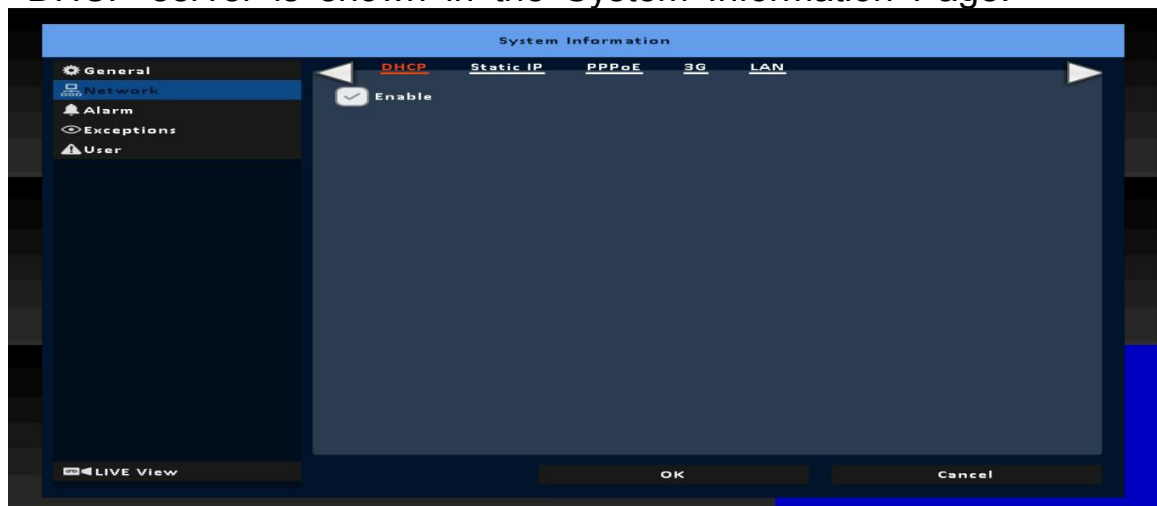 DHCP server is shown in the System Information Page.
System Information
General
Network
Alarm
Exceptions
User
DHCP Static IP PPPoE 3G LAN
Enable
LIVE View
OK Cancel